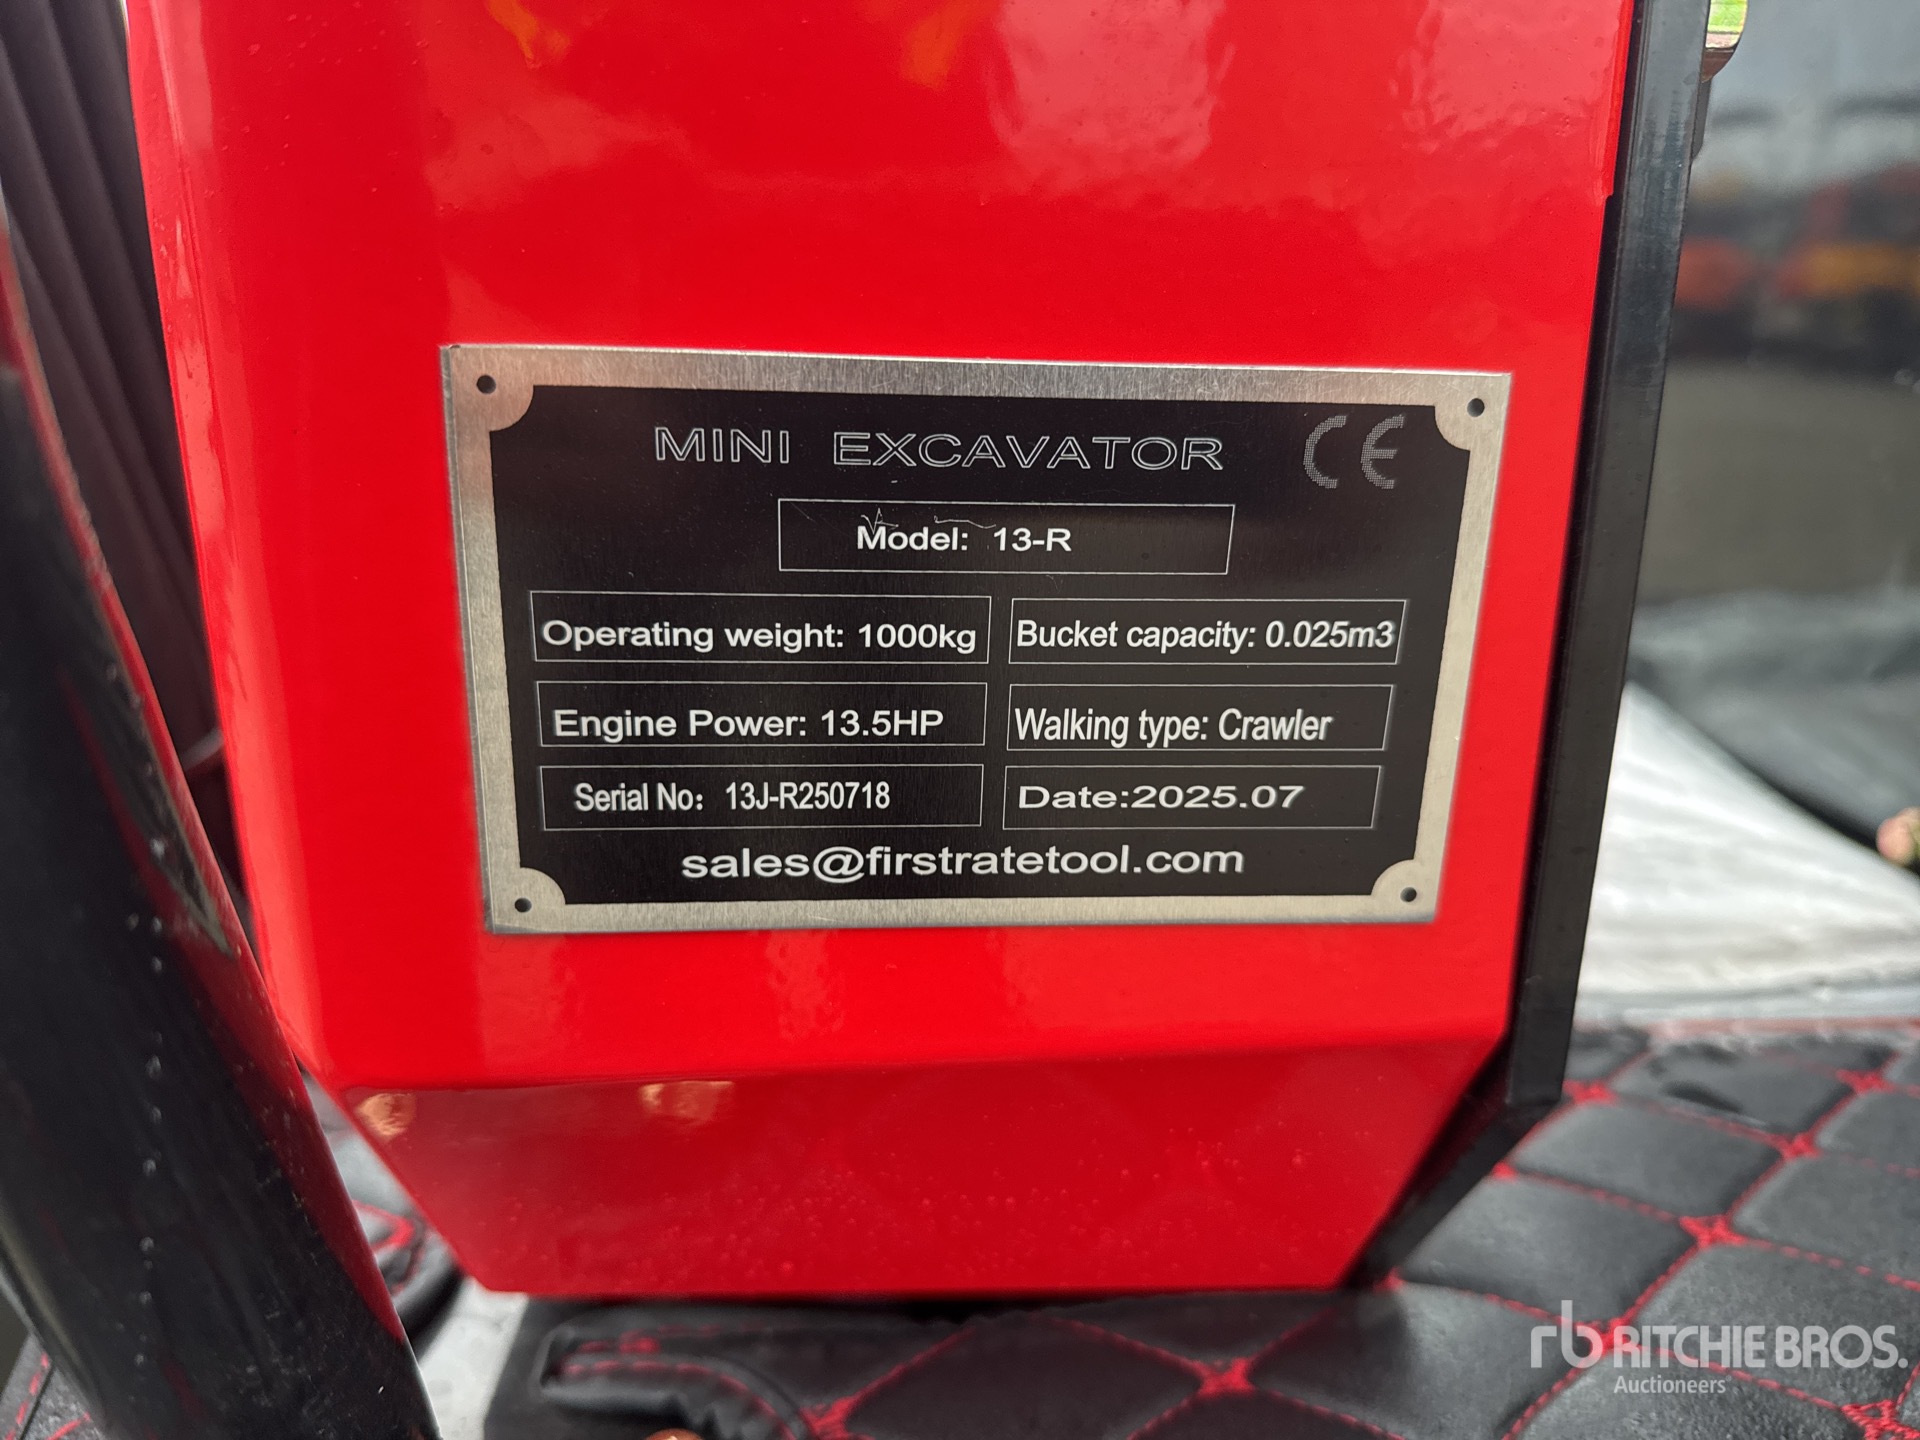 MINI EXCAVATOR CE
Model: 13-R
Operating weight: 1000kg Bucket capacity: 0.025m3
Engine Power: 13.5HP Walking type: Crawler
Serial No: 13J-R250718 Date:2025.07
sales@firstratetool.com
rb RITCHIE BROS.
Auctioneers